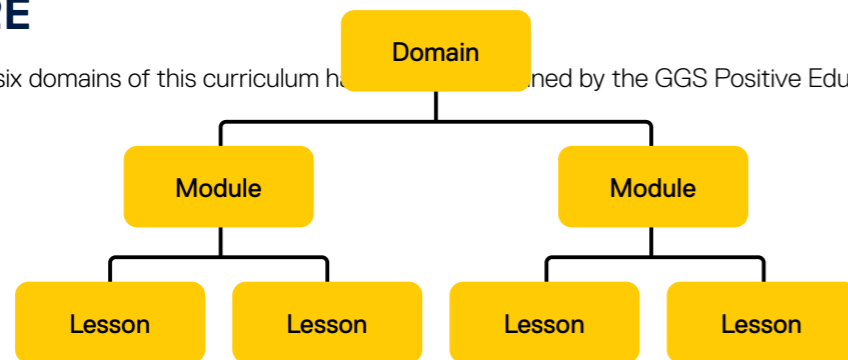 RE
Domain
six domains of this curriculum ha ned by the GGS Positive Edu
Module Module
Lesson Lesson Lesson Lesson